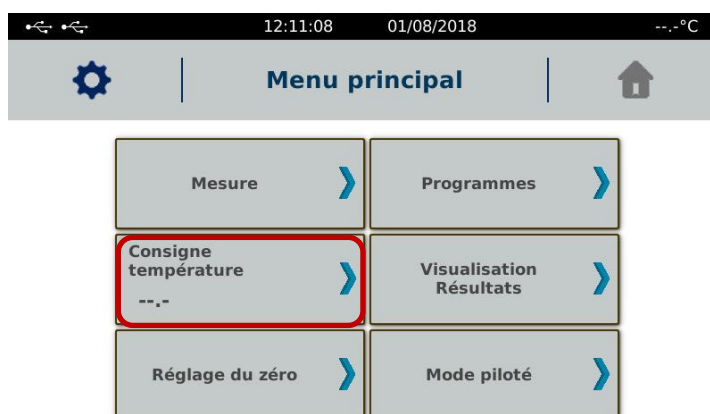 12:11:08 01/08/2018 --.-°C
Menu principal
Mesure
Programmes
Consigne
température
--.-
Visualisation
Résultats
Réglage du zéro
Mode piloté